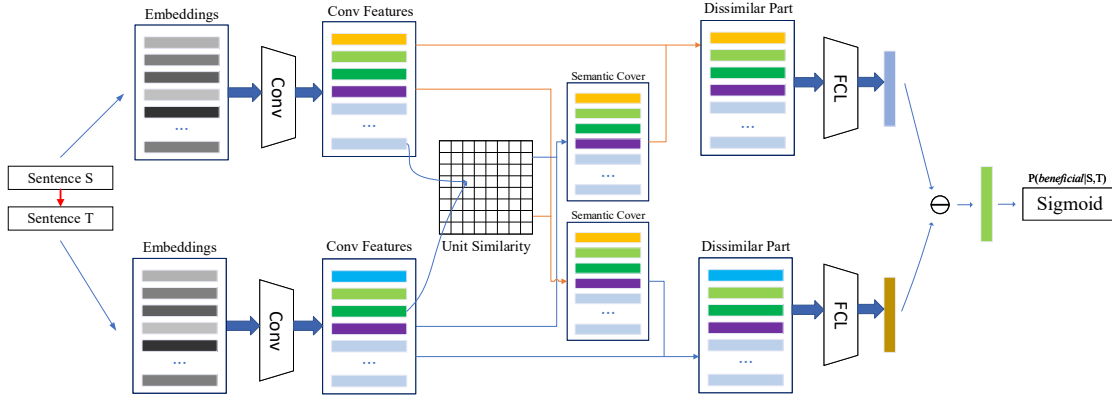 Embeddings
Conv Features
Dissimilar Part
Semantic Cover
Conv
FCL
...
...
...
...
Sentence S
Sentence T
P(beneficial|S,T)
Sigmoid
Unit Similarity
Semantic Cover
Embeddings
Conv Features
Dissimilar Part
Conv
FCL
...
...
...
...